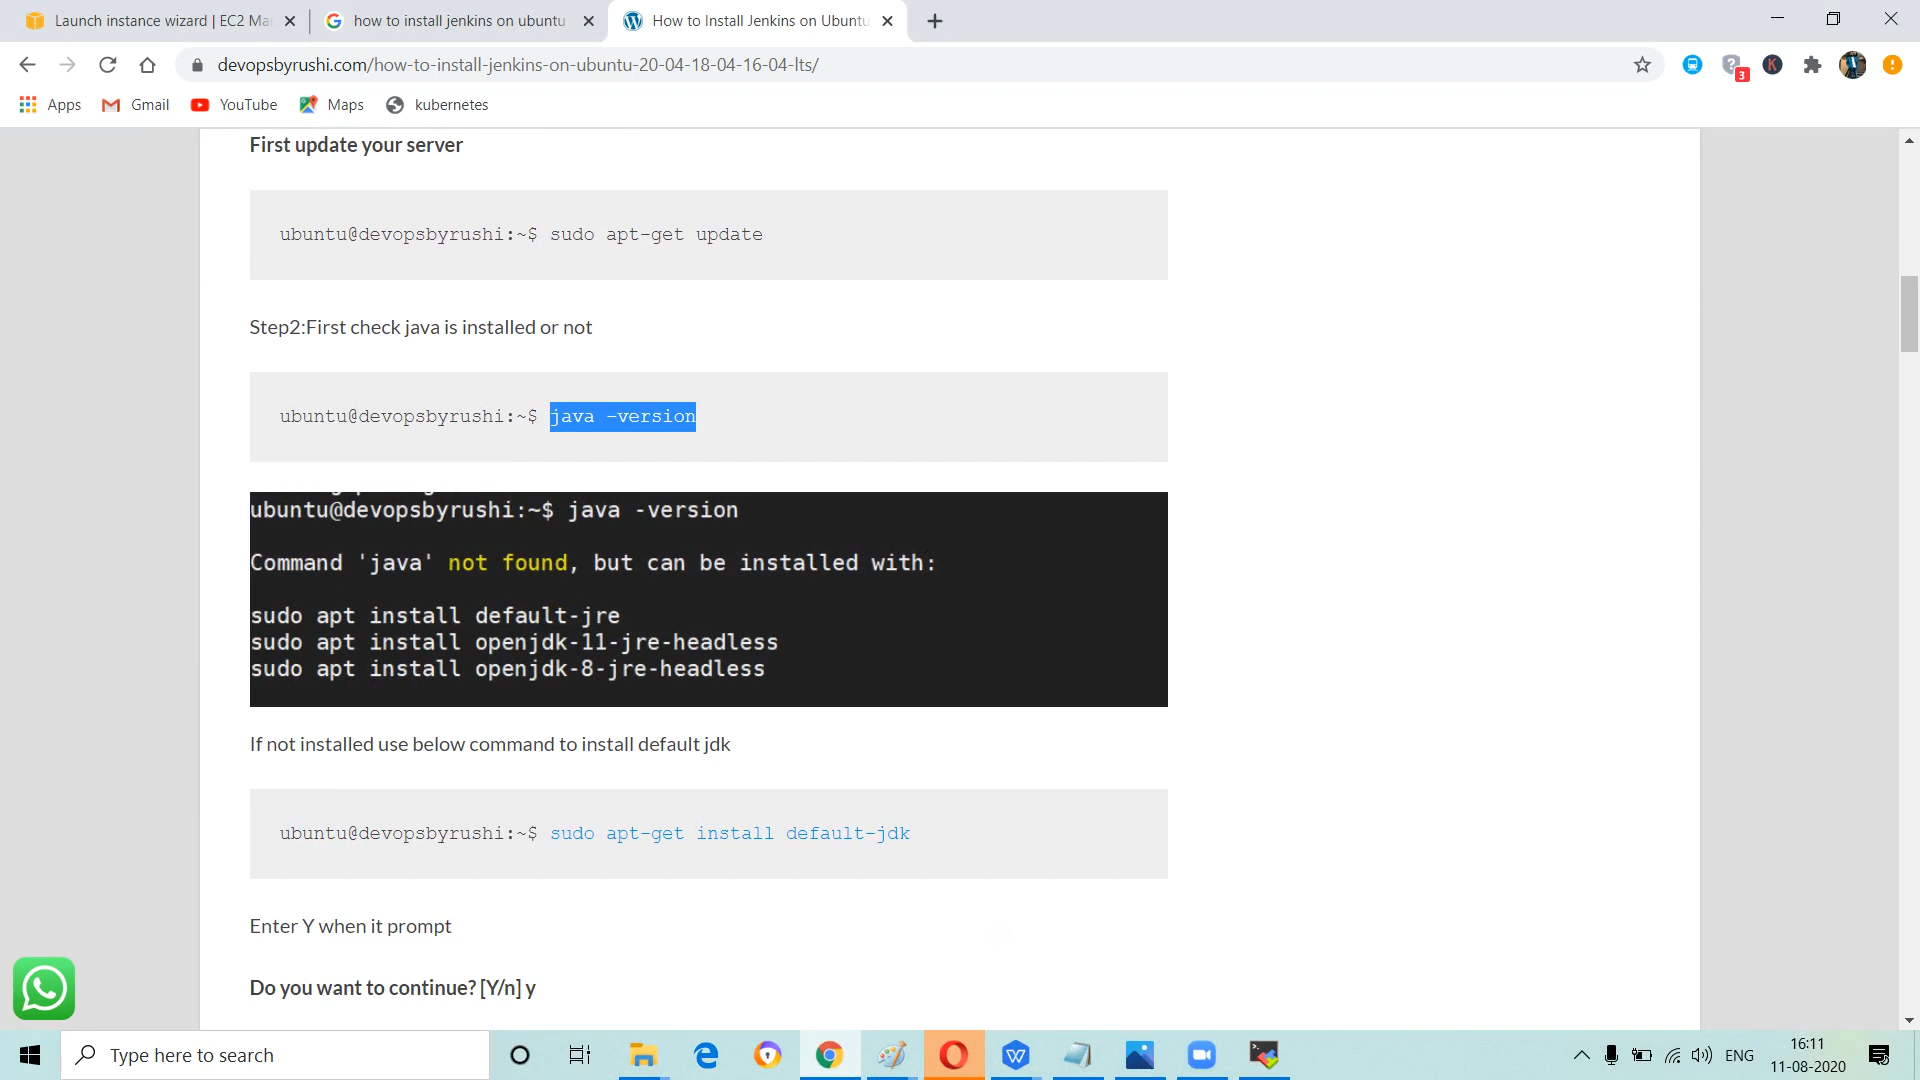 Launch instance wizard | EC2 Ma
how to install jenkins on ubuntu
How to Install Jenkins on Ubuntu
devopsbyrushi.com/how-to-install-jenkins-on-ubuntu-20-04-18-04-16-04-lts/
3
K
Apps
Gmail
YouTube
Maps
kubernetes
First update your server
ubuntu@devopsbyrushi:~$ sudo apt-get update
Step2:First check java is installed or not
ubuntu@devopsbyrushi:~$ java -version
ubuntu@devopsbyrushi:~$ java -version
Command 'java' not found, but can be installed with:
sudo apt install default-jre
sudo apt install openjdk-11-jre-headless
sudo apt install openjdk-8-jre-headless
If not installed use below command to install default jdk
ubuntu@devopsbyrushi:~$ sudo apt-get install default-jdk
Enter Y when it prompt
Do you want to continue? [Y/n] y
Type here to search
ENG
16:11
11-08-2020